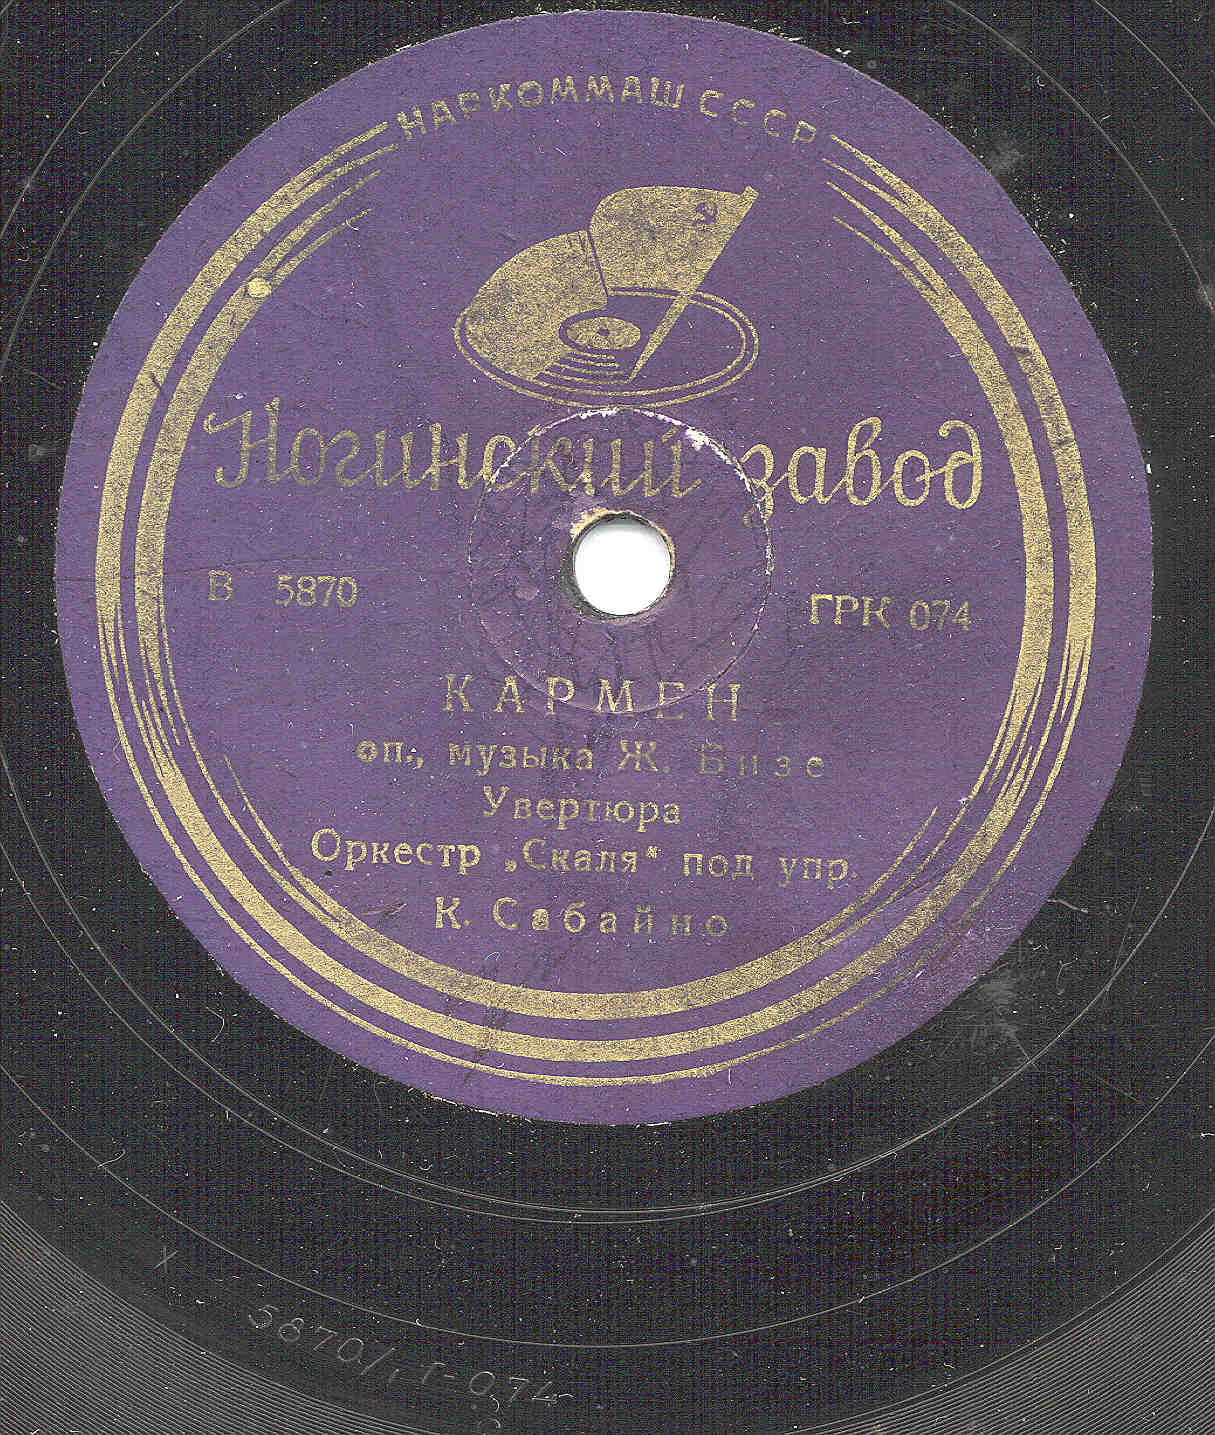 НАРКОММАШ СССР
Ногинский завод
В 5870
ГРК 074
КАРМЕН
оп., музыка Ж. Бизе
Увертюра
Оркестр „Скаля“ под упр.
К. Сабайно
5870/1 Г-074